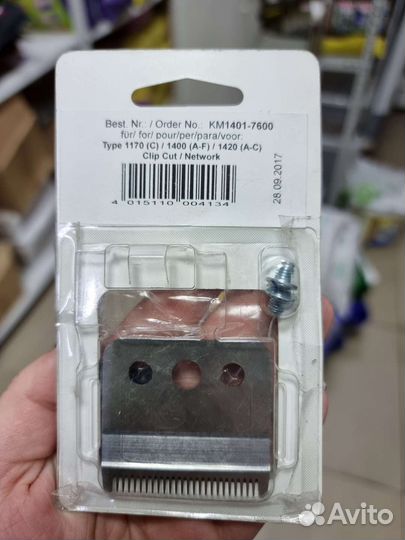 Best. Nr.: / Order No.: KM1401-7600
für/ for/ pour/per/para/voor:
Type 1170 (C) / 1400 (A-F) / 1420 (A-C)
Clip Cut / Network
4 015110 004134
28.09.2017
Avito